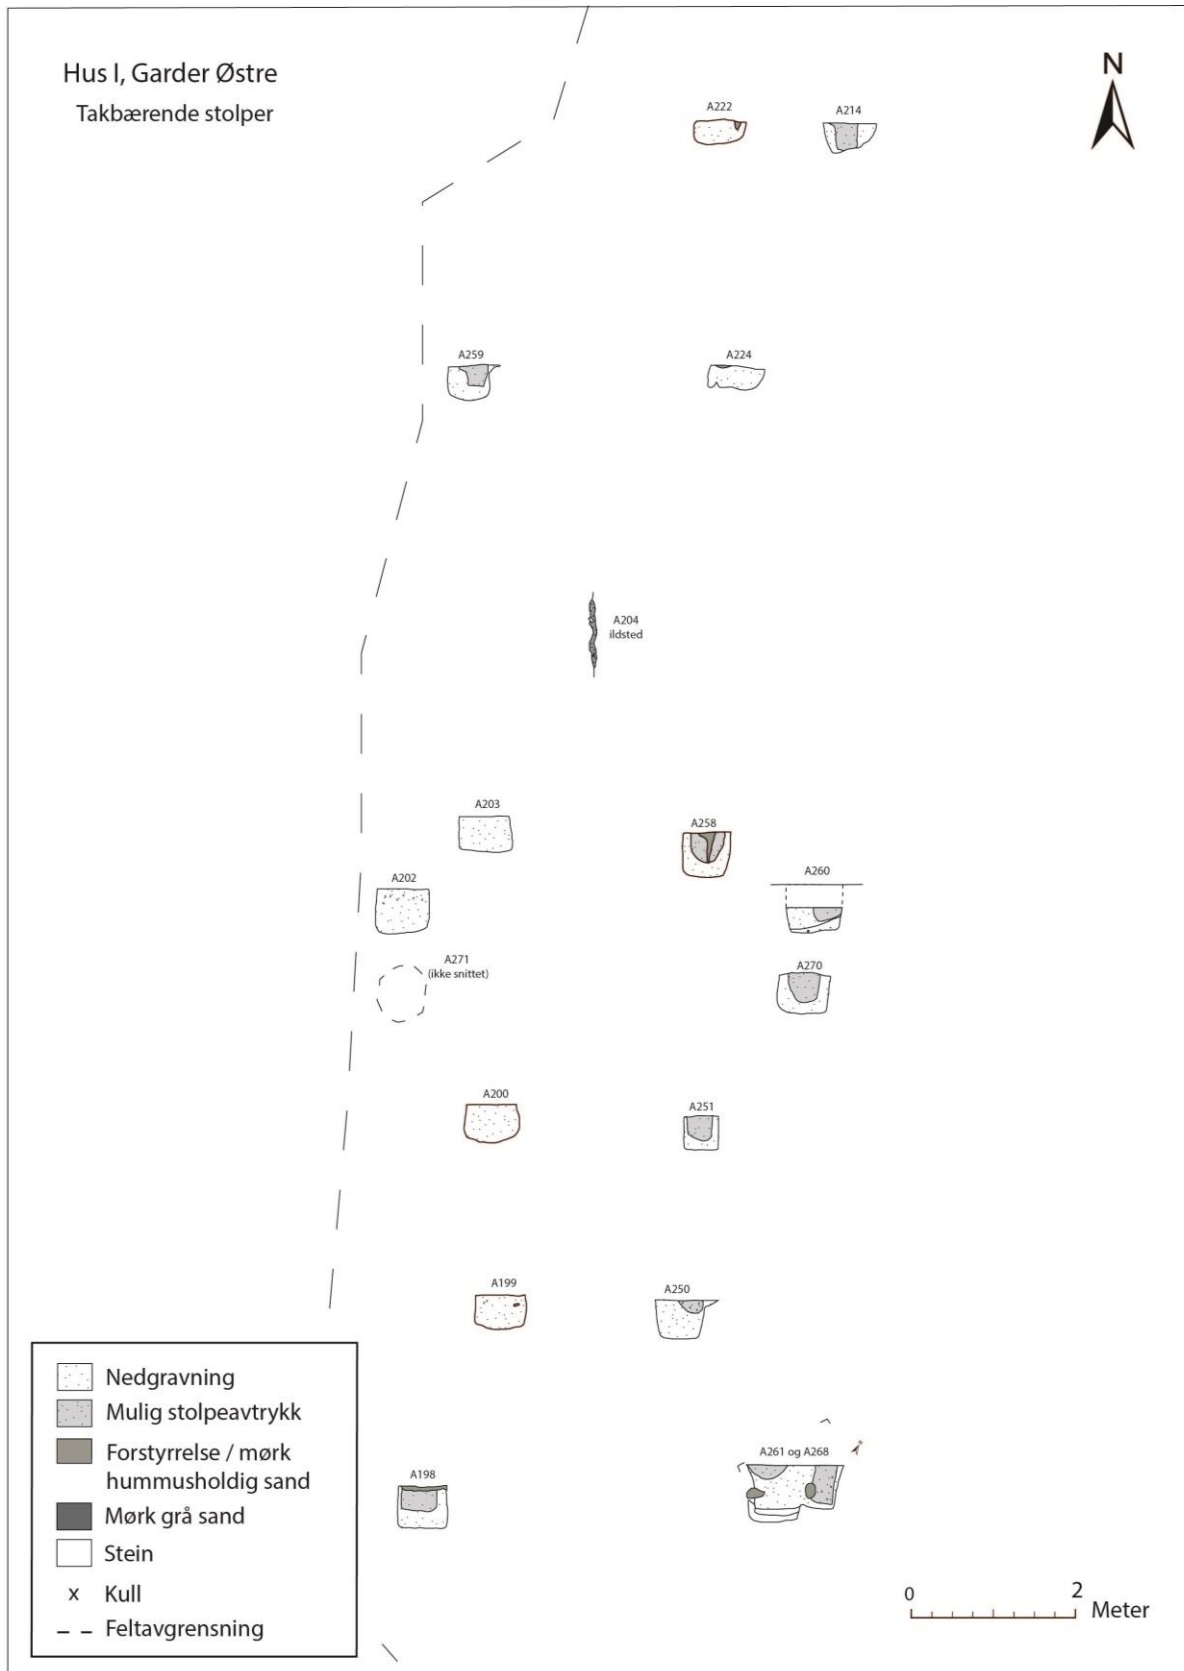 Hus I, Garder Østre
Takbærende stolper
N
A222
A214
A259
A224
A204
ildsted
A203
A258
A202
A260
A271
(ikke snittet)
A270
A200
A251
A199
A250
A261 og A268
A198
Nedgravning
Mulig stolpeavtrykk
Forstyrrelse / mørk
hummusholdig sand
Mørk grå sand
Stein
x Kull
Feltavgrensning
0 2
Meter